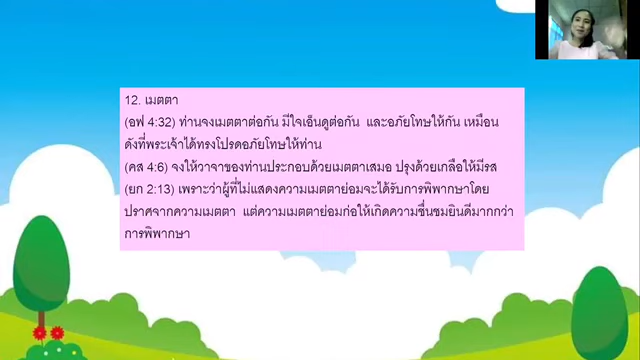 12. เมตตา
(อฟ 4:32) ท่านจงเมตตาต่อกัน มีใจเอ็นดูต่อกัน และอภัยโทษให้กัน เหมือน
ดังที่พระเจ้าได้ทรงโปรดอภัยโทษให้ท่าน
(คส 4:6) จงให้วาจาของท่านประกอบด้วยเมตตาเสมอ ปรุงด้วยเกลือให้มีรส
(ยก 2:13) เพราะว่าผู้ที่ไม่แสดงความเมตตาย่อมจะได้รับการพิพากษาโดย
ปราศจากความเมตตา แต่ความเมตตาย่อมก่อให้เกิดความชื่นชมยินดีมากกว่า
การพิพากษา